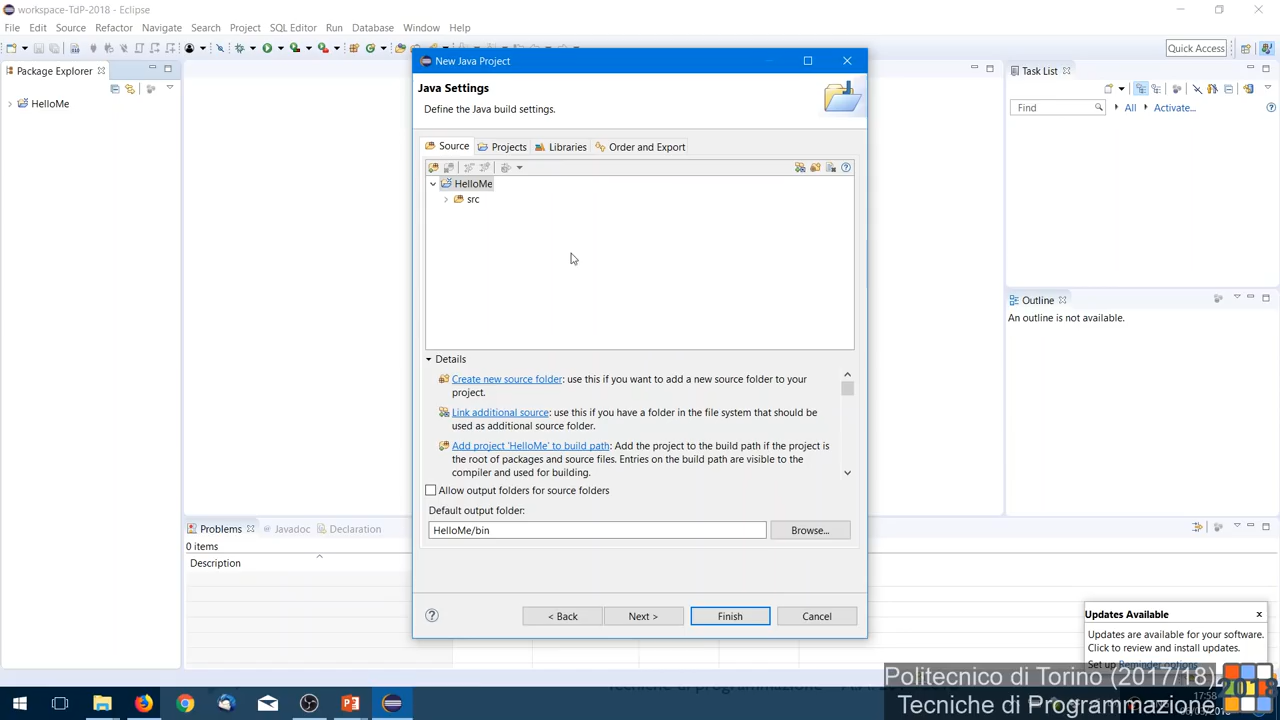 workspace-TdP-2018 - Eclipse
File Edit Source Refactor Navigate Search Project SQL Editor Run Database Window Help
Quick Access
Package Explorer
HelloMe
New Java Project
Java Settings
Define the Java build settings.
Source Projects Libraries Order and Export
HelloMe
src
Details
Create new source folder: use this if you want to add a new source folder to your
project.
Link additional source: use this if you have a folder in the file system that should be
used as additional source folder.
Add project 'HelloMe' to build path: Add the project to the build path if the project is
the root of packages and source files. Entries on the build path are visible to the
compiler and used for building.
Allow output folders for source folders
Default output folder:
HelloMe/bin
Browse...
< Back Next > Finish Cancel
Task List
Find All Activate...
Outline
An outline is not available.
Problems Javadoc Declaration
0 items
Description
Updates Available
Updates are available for your software.
Click to review and install updates.
Set up Reminder options
Politecnico di Torino (2017/18)
Tecniche di Programmazione
2018
17:58